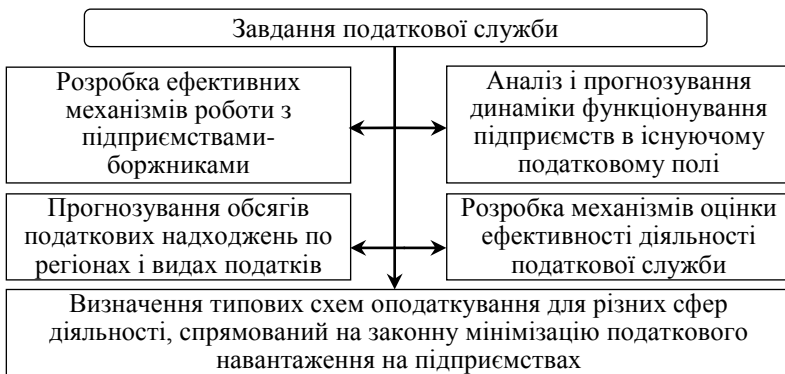 Завдання податкової служби
Розробка ефективних
механізмів роботи з
підприємствами-
боржниками
Аналіз і прогнозування
динаміки функціонування
підприємств в існуючому
податковому полі
Прогнозування обсягів
податкових надходжень по
регіонах і видах податків
Розробка механізмів оцінки
ефективності діяльності
податкової служби
Визначення типових схем оподаткування для різних сфер
діяльності, спрямований на законну мінімізацію податкового
навантаження на підприємствах